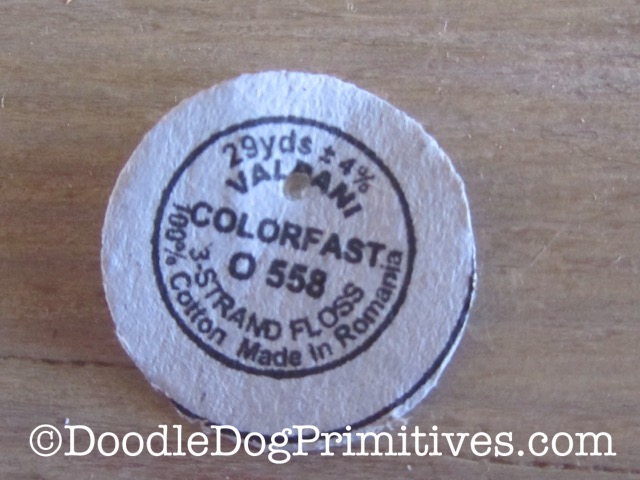 29yds ± 4%
VALDANI
COLORFAST
O 558
3-STRAND FLOSS
100% Cotton Made In Romania
©DoodleDogPrimitives.com